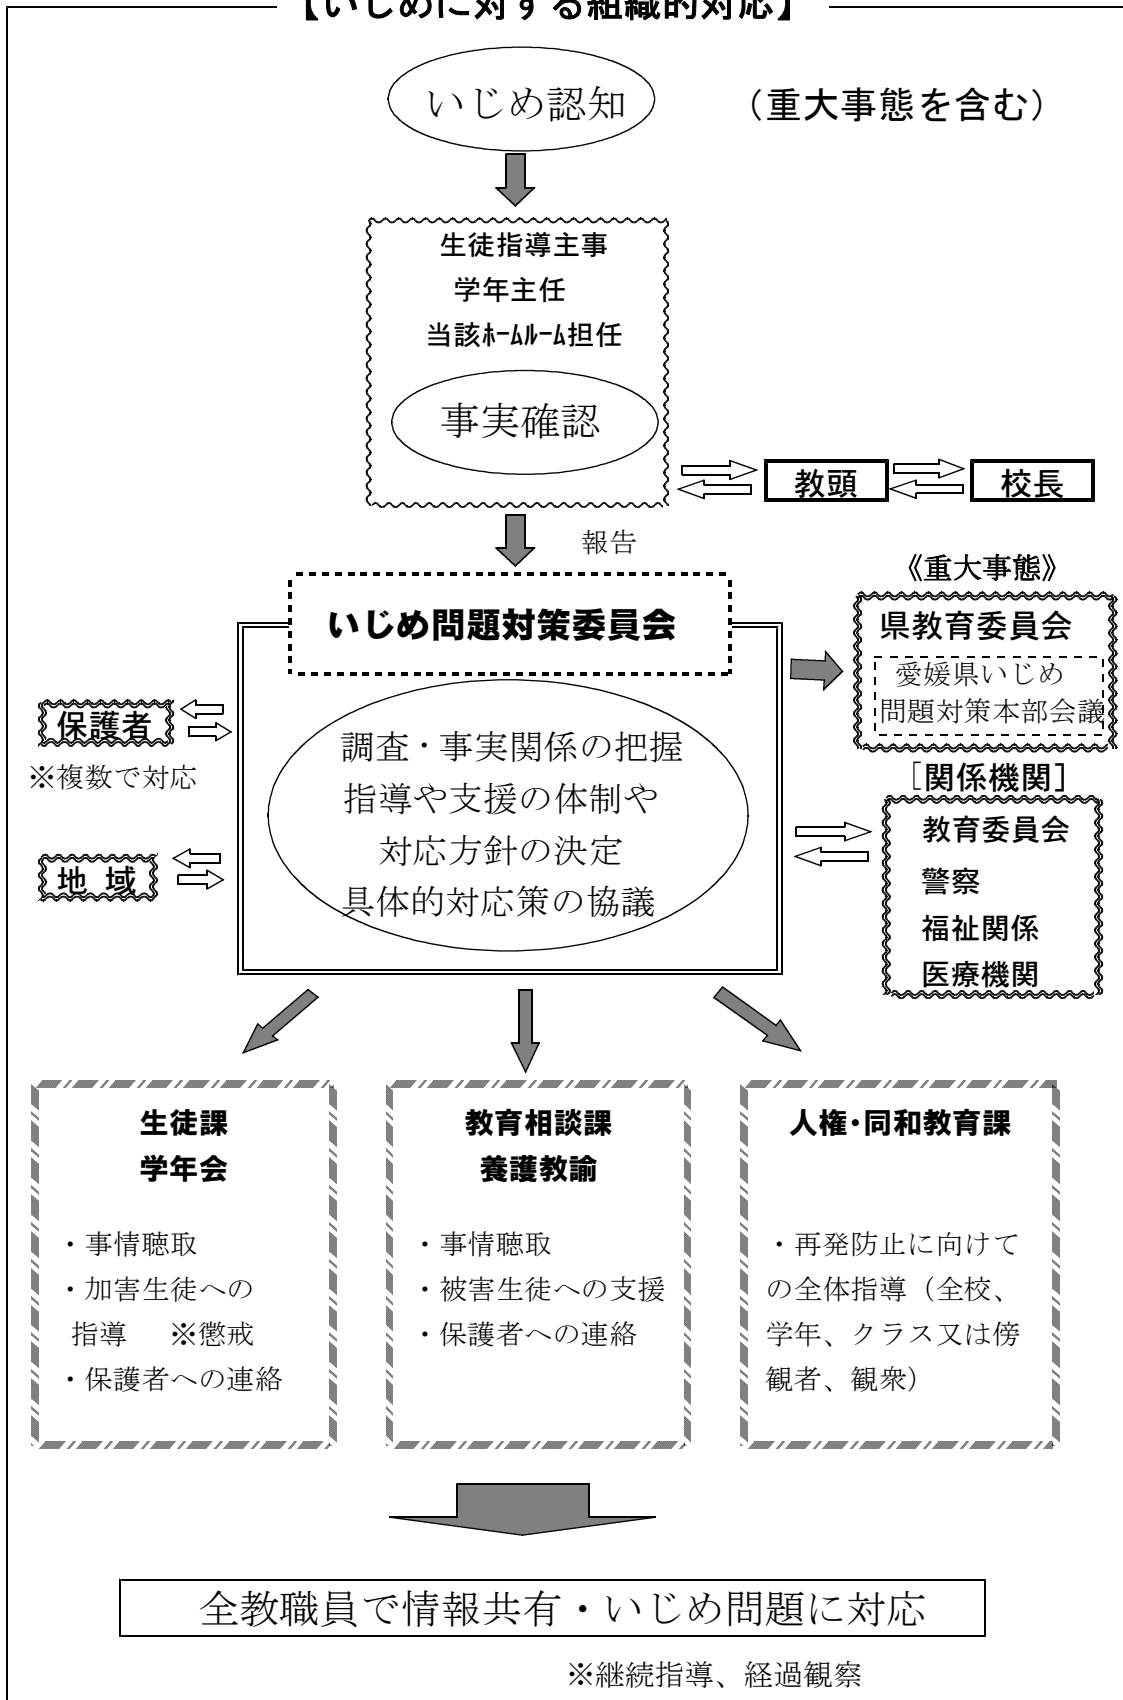 【いじめに対する組織的対応】
いじめ認知
（重大事態を含む）
生徒指導主事
学年主任
当該ﾎｰﾑﾙｰﾑ担任
事実確認
教頭
校長
報告
《重大事態》
いじめ問題対策委員会
県教育委員会
愛媛県いじめ
問題対策本部会議
保護者
※複数で対応
地 域
調査・事実関係の把握
指導や支援の体制や
対応方針の決定
具体的対応策の協議
［関係機関］
教育委員会
警察
福祉関係
医療機関
生徒課
学年会
・事情聴取
・加害生徒への
指導　※懲戒
・保護者への連絡
教育相談課
養護教諭
・事情聴取
・被害生徒への支援
・保護者への連絡
人権・同和教育課
・再発防止に向けて
の全体指導（全校、
学年、クラス又は傍
観者、観衆）
全教職員で情報共有・いじめ問題に対応
※継続指導、経過観察